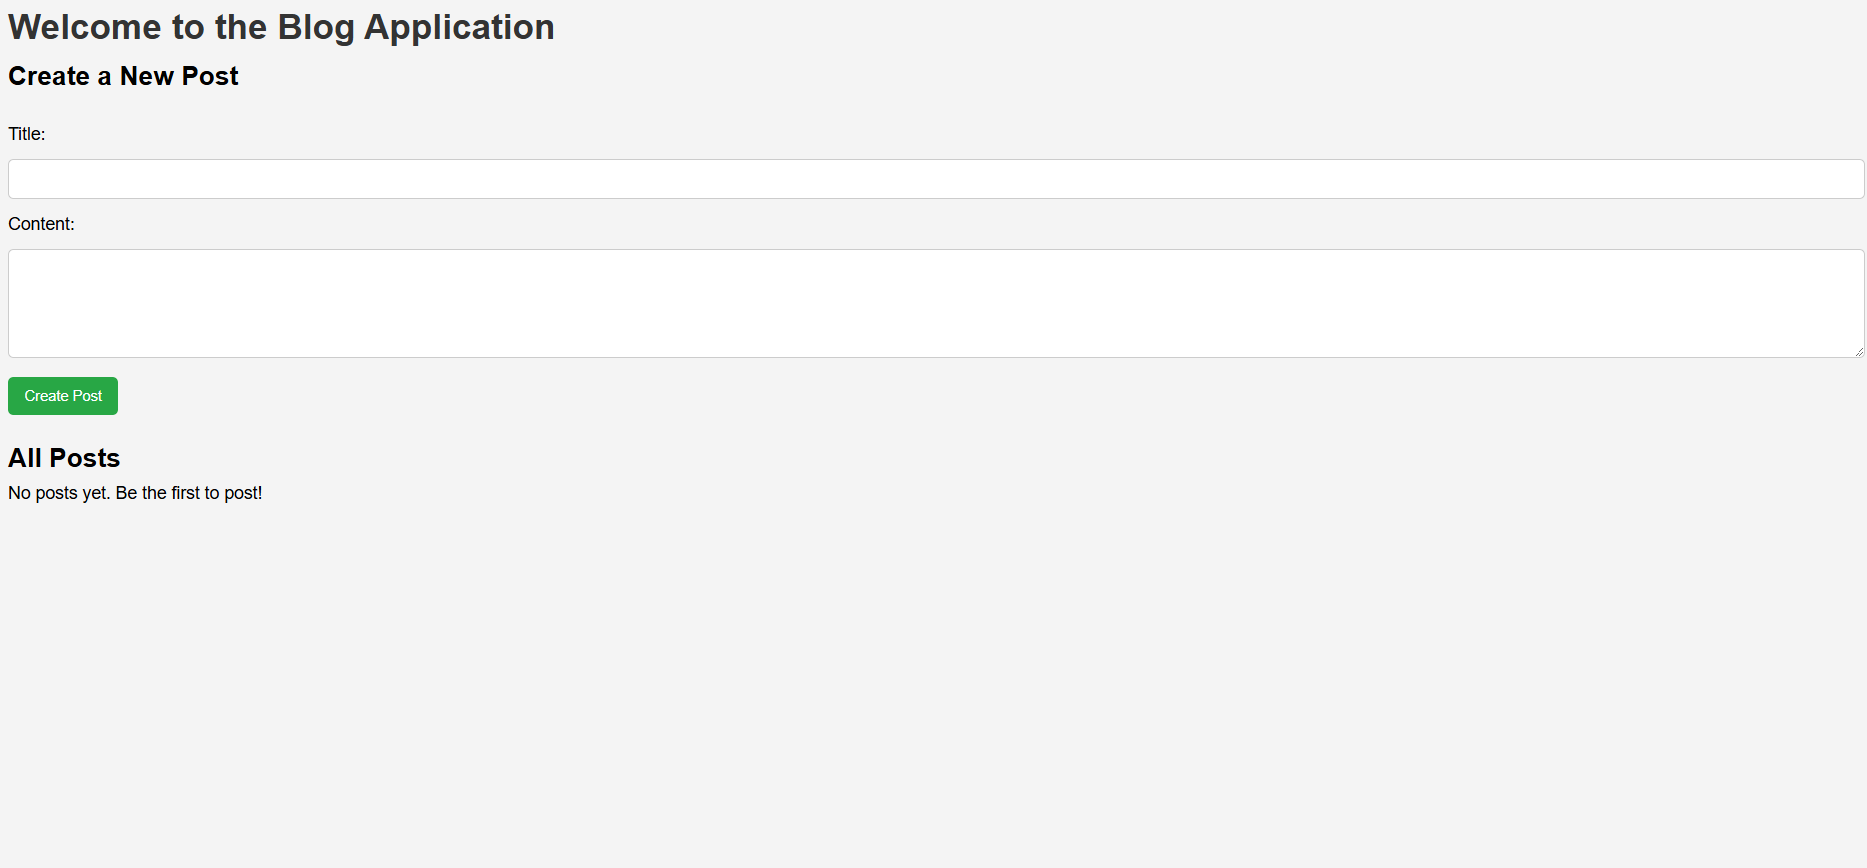 Welcome to the Blog Application
Create a New Post
Title:
Content:
Create Post
All Posts
No posts yet. Be the first to post!